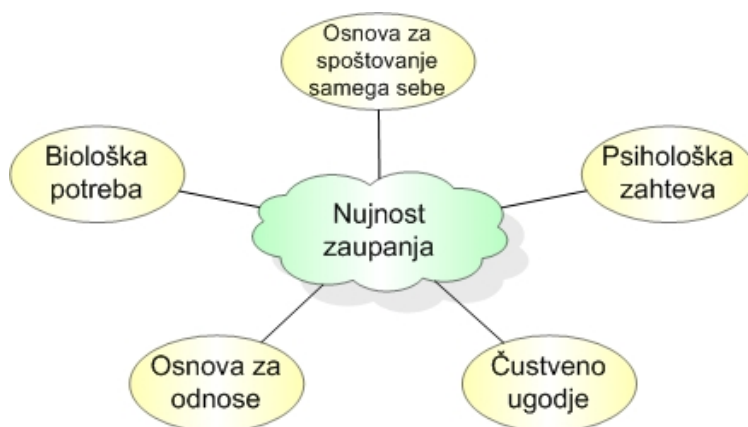 Osnova za
spoštovanje
samega sebe
Biološka
potreba
Psihološka
zahteva
Nujnost
zaupanja
Osnova za
odnose
Čustveno
ugodje